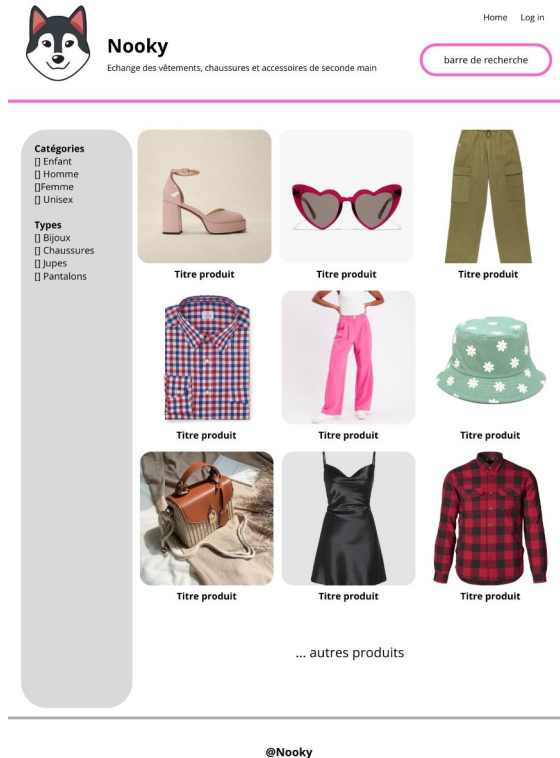 Home Log in
Nooky
Echange des vêtements, chaussures et accessoires de seconde main
barre de recherche
Catégories
[] Enfant
[] Homme
[]Femme
[] Unisex
Types
[] Bijoux
[] Chaussures
[] Jupes
[] Pantalons
Titre produit
Titre produit
Titre produit
Titre produit
Titre produit
Titre produit
Titre produit
Titre produit
Titre produit
... autres produits
@Nooky